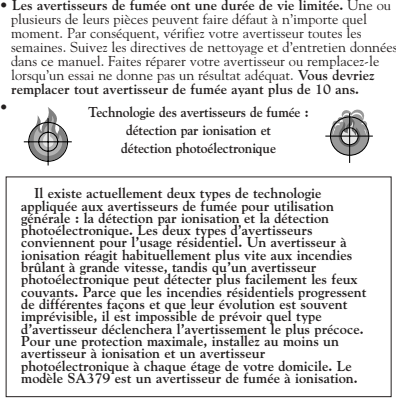 • Les avertisseurs de fumée ont une durée de vie limitée. Une ou
plusieurs de leurs pièces peuvent faire défaut à n'importe quel
moment. Par conséquent, vérifiez votre avertisseur toutes les
semaines. Suivez les directives de nettoyage et d'entretien données
dans ce manuel. Faites réparer votre avertisseur ou remplacez-le
lorsqu'un essai ne donne pas un résultat adéquat. Vous devriez
remplacer tout avertisseur de fumée ayant plus de 10 ans.
•
Technologie des avertisseurs de fumée :
détection par ionisation et
détection photoélectronique
Il existe actuellement deux types de technologie
appliquée aux avertisseurs de fumée pour utilisation
générale : la détection par ionisation et la détection
photoélectronique. Les deux types d'avertisseurs
conviennent pour l'usage résidentiel. Un avertisseur à
ionisation réagit habituellement plus vite aux incendies
brûlant à grande vitesse, tandis qu'un avertisseur
photoélectronique peut détecter plus facilement les feux
couvants. Parce que les incendies résidentiels progressent
de différentes façons et que leur évolution est souvent
imprévisible, il est impossible de prévoir quel type
d'avertisseur déclenchera l'avertissement le plus précoce.
Pour une protection maximale, installez au moins un
avertisseur à ionisation et un avertisseur
photoélectronique à chaque étage de votre domicile. Le
modèle SA379 est un avertisseur de fumée à ionisation.